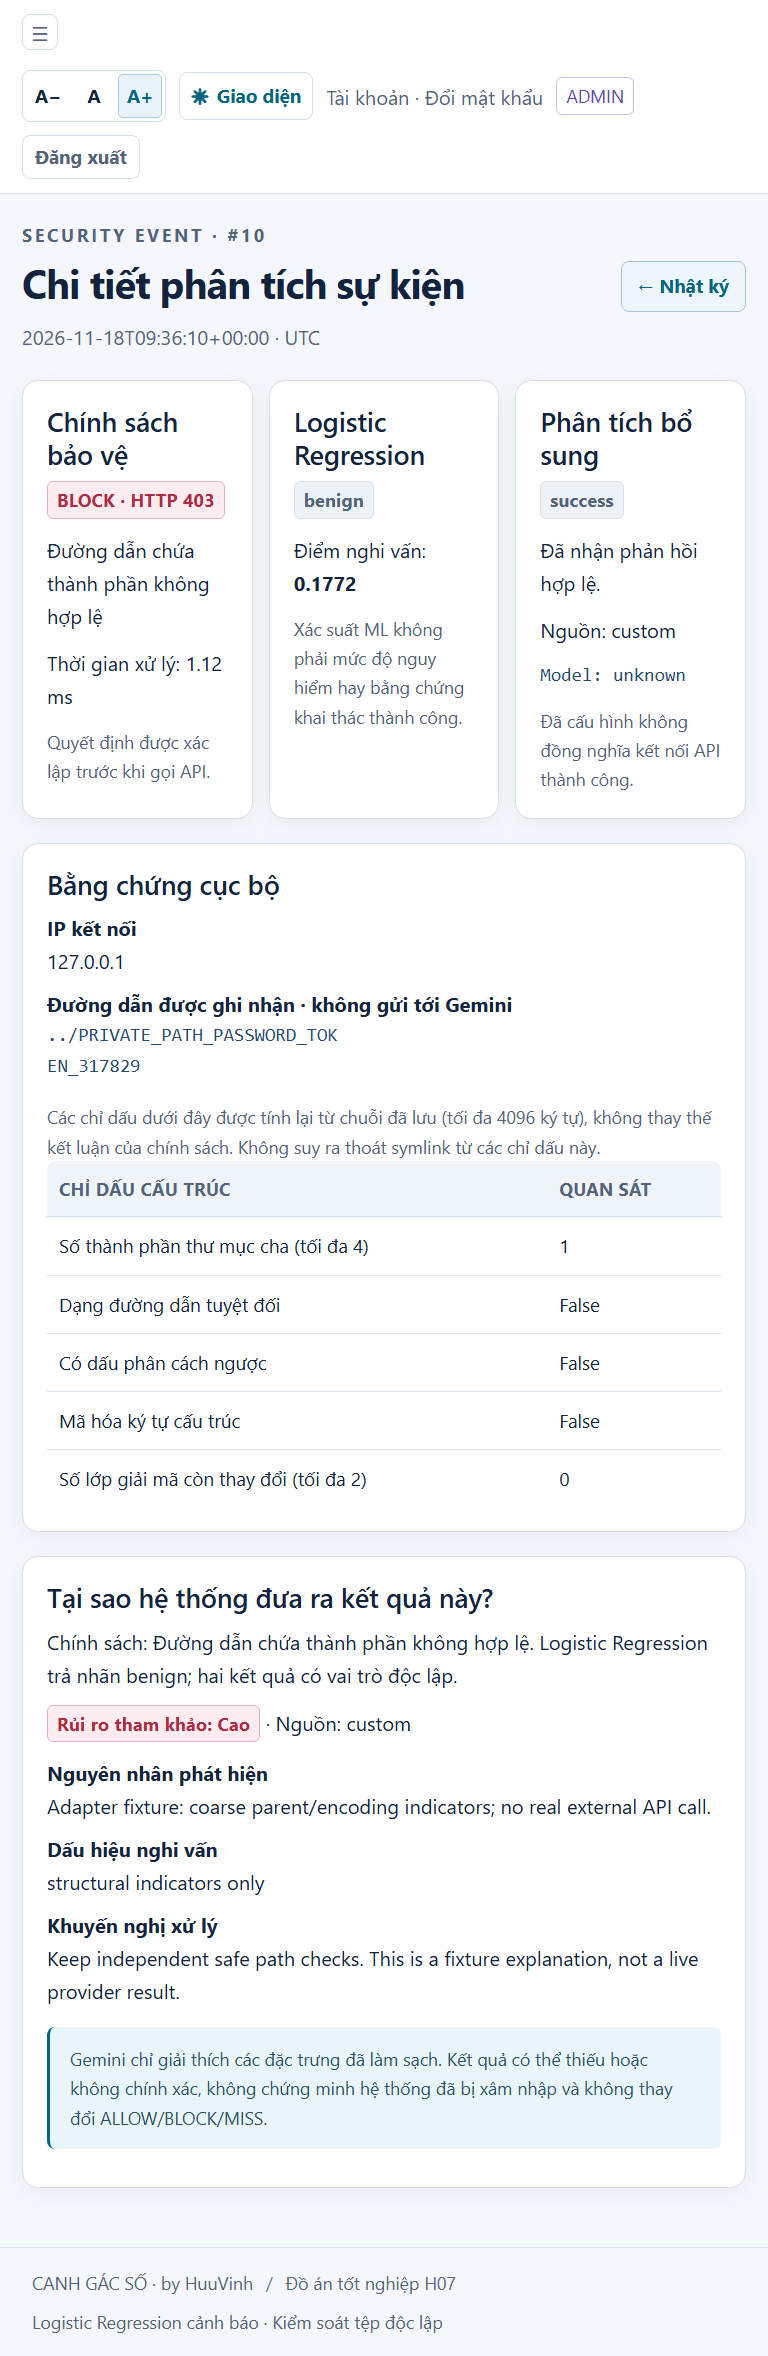 ☰
A− A A+ ☀ Giao diện Tài khoản · Đổi mật khẩu ADMIN
Đăng xuất
SECURITY EVENT · #10
Chi tiết phân tích sự kiện
← Nhật ký
2026-11-18T09:36:10+00:00 · UTC
Chính sách
bảo vệ
BLOCK · HTTP 403
Đường dẫn chứa
thành phần không
hợp lệ
Thời gian xử lý: 1.12
ms
Quyết định được xác
lập trước khi gọi API.
Logistic
Regression
benign
Điểm nghi vấn:
0.1772
Xác suất ML không
phải mức độ nguy
hiểm hay bằng chứng
khai thác thành công.
Phân tích bổ
sung
success
Đã nhận phản hồi
hợp lệ.
Nguồn: custom
Model: unknown
Đã cấu hình không
đồng nghĩa kết nối API
thành công.
Bằng chứng cục bộ
IP kết nối
127.0.0.1
Đường dẫn được ghi nhận · không gửi tới Gemini
../PRIVATE_PATH_PASSWORD_TOK
EN_317829
Các chỉ dấu dưới đây được tính lại từ chuỗi đã lưu (tối đa 4096 ký tự), không thay thế
kết luận của chính sách. Không suy ra thoát symlink từ các chỉ dấu này.
CHỈ DẤU CẤU TRÚC QUAN SÁT
Số thành phần thư mục cha (tối đa 4) 1
Dạng đường dẫn tuyệt đối False
Có dấu phân cách ngược False
Mã hóa ký tự cấu trúc False
Số lớp giải mã còn thay đổi (tối đa 2) 0
Tại sao hệ thống đưa ra kết quả này?
Chính sách: Đường dẫn chứa thành phần không hợp lệ. Logistic Regression
trả nhãn benign; hai kết quả có vai trò độc lập.
Rủi ro tham khảo: Cao · Nguồn: custom
Nguyên nhân phát hiện
Adapter fixture: coarse parent/encoding indicators; no real external API call.
Dấu hiệu nghi vấn
structural indicators only
Khuyến nghị xử lý
Keep independent safe path checks. This is a fixture explanation, not a live
provider result.
Gemini chỉ giải thích các đặc trưng đã làm sạch. Kết quả có thể thiếu hoặc
không chính xác, không chứng minh hệ thống đã bị xâm nhập và không thay
đổi ALLOW/BLOCK/MISS.
CANH GÁC SỐ · by HuuVinh / Đồ án tốt nghiệp H07
Logistic Regression cảnh báo · Kiểm soát tệp độc lập